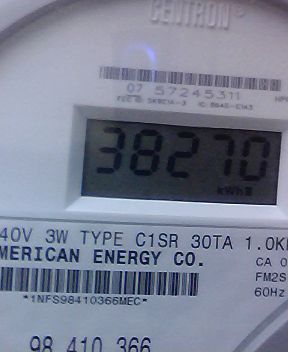 CENTRON®
07 57245311
38270
kWh
40V 3W TYPE C1SR 30TA 1.0K
MERICAN ENERGY CO.
CA 0
FM2S
*1NFS98410366MEC*
60Hz
98 410 366